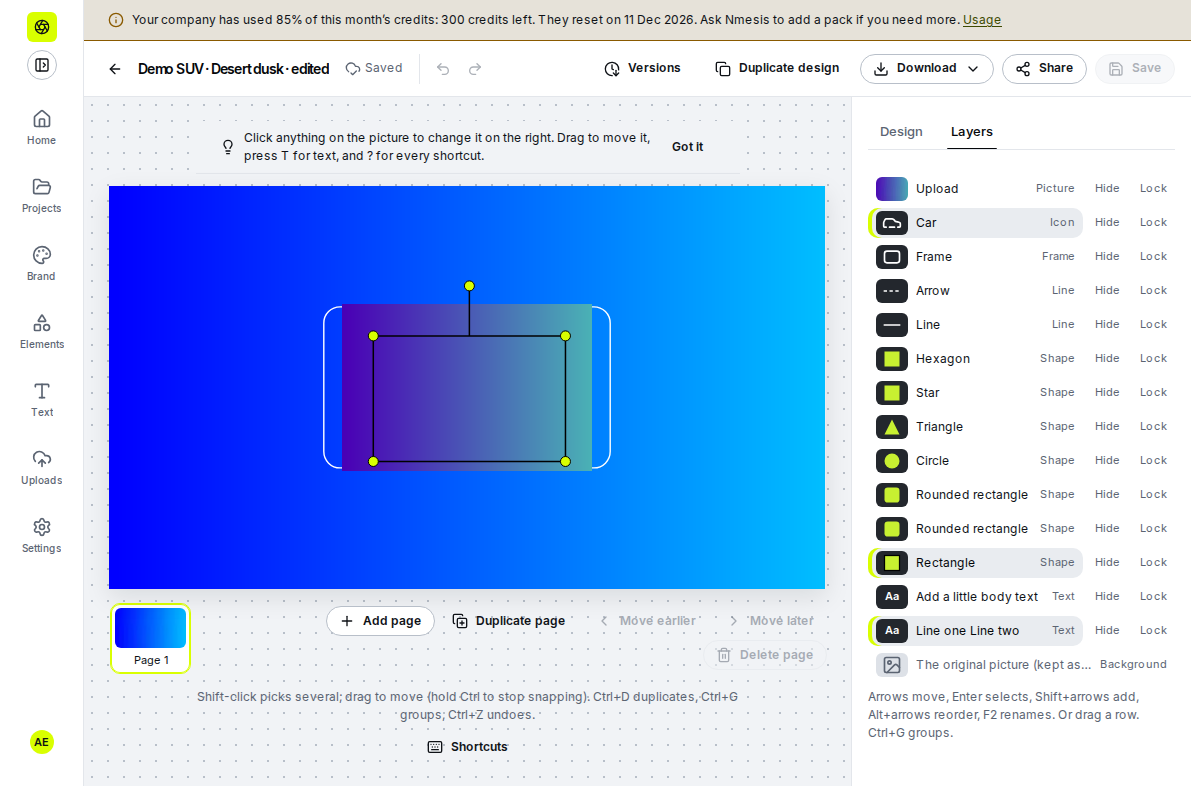 Your company has used 85% of this month's credits: 300 credits left. They reset on 11 Dec 2026. Ask Nmesis to add a pack if you need more. Usage
Demo SUV · Desert dusk · edited
Saved
Versions
Duplicate design
Download
Share
Save
Home
Projects
Brand
Elements
Text
Uploads
Settings
AE
Click anything on the picture to change it on the right. Drag to move it,
press T for text, and ? for every shortcut.
Got it
Page 1
Add page
Duplicate page
Move earlier
Move later
Delete page
Shift-click picks several; drag to move (hold Ctrl to stop snapping). Ctrl+D duplicates, Ctrl+G
groups; Ctrl+Z undoes.
Shortcuts
Design
Layers
Upload Picture Hide Lock
Car Icon Hide Lock
Frame Frame Hide Lock
Arrow Line Hide Lock
Line Line Hide Lock
Hexagon Shape Hide Lock
Star Shape Hide Lock
Triangle Shape Hide Lock
Circle Shape Hide Lock
Rounded rectangle Shape Hide Lock
Rounded rectangle Shape Hide Lock
Rectangle Shape Hide Lock
Aa Add a little body text Text Hide Lock
Aa Line one Line two Text Hide Lock
The original picture (kept as... Background
Arrows move, Enter selects, Shift+arrows add,
Alt+arrows reorder, F2 renames. Or drag a row.
Ctrl+G groups.